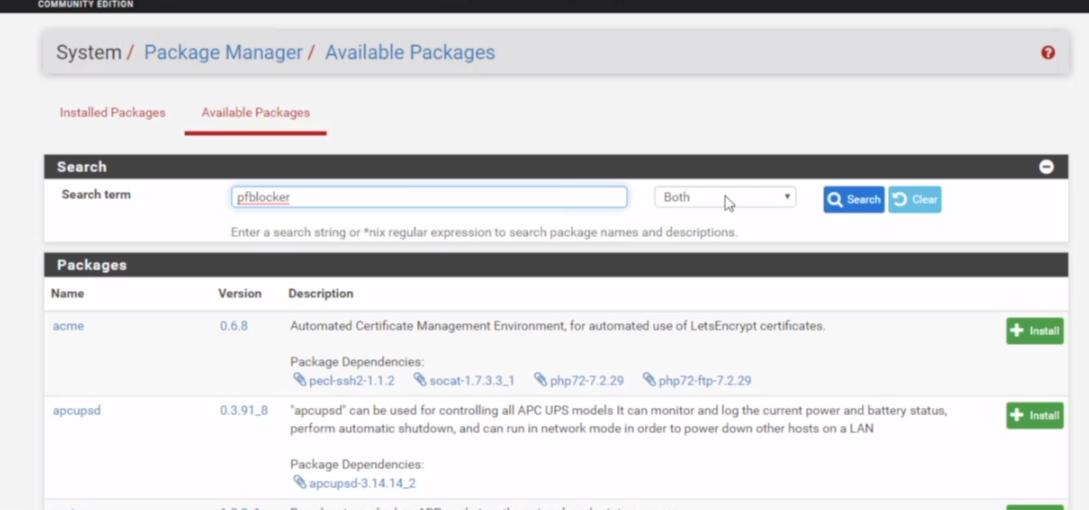 COMMUNITY EDITION
System / Package Manager / Available Packages
Installed Packages Available Packages
Search
Search term pfblocker Both Search Clear
Enter a search string or *nix regular expression to search package names and descriptions.
Packages
Name Version Description
acme 0.6.8 Automated Certificate Management Environment, for automated use of LetsEncrypt certificates. Install
Package Dependencies:
pecl-ssh2-1.1.2 socat-1.7.3.3_1 php72-7.2.29 php72-ftp-7.2.29
apcupsd 0.3.91_8 "apcupsd" can be used for controlling all APC UPS models It can monitor and log the current power and battery status, Install
perform automatic shutdown, and can run in network mode in order to power down other hosts on a LAN
Package Dependencies:
apcupsd-3.14.14_2